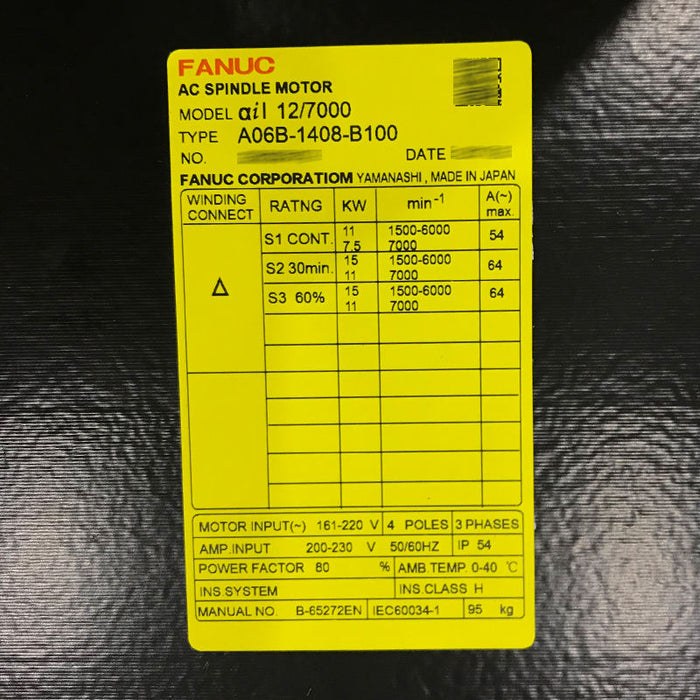 FANUC
AC SPINDLE MOTOR
MODEL αiI 12/7000
TYPE A06B-1408-B100
NO. DATE
FANUC CORPORATIOM YAMANASHI, MADE IN JAPAN
WINDING CONNECT RATNG KW min-1 A(~) max.
Δ S1 CONT. 11 1500-6000 54
7.5 7000
S2 30min. 15 1500-6000 64
11 7000
S3 60% 15 1500-6000 64
11 7000
MOTOR INPUT(~) 161-220 V 4 POLES 3 PHASES
AMP.INPUT 200-230 V 50/60HZ IP 54
POWER FACTOR 80 % AMB.TEMP. 0-40 ℃
INS.SYSTEM INS.CLASS H
MANUAL NO. B-65272EN IEC60034-1 95 kg